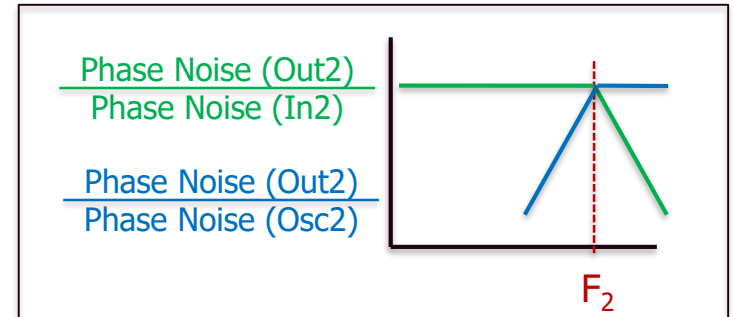 Phase Noise (Out2)
Phase Noise (In2)
Phase Noise (Out2)
Phase Noise (Osc2)
F₂